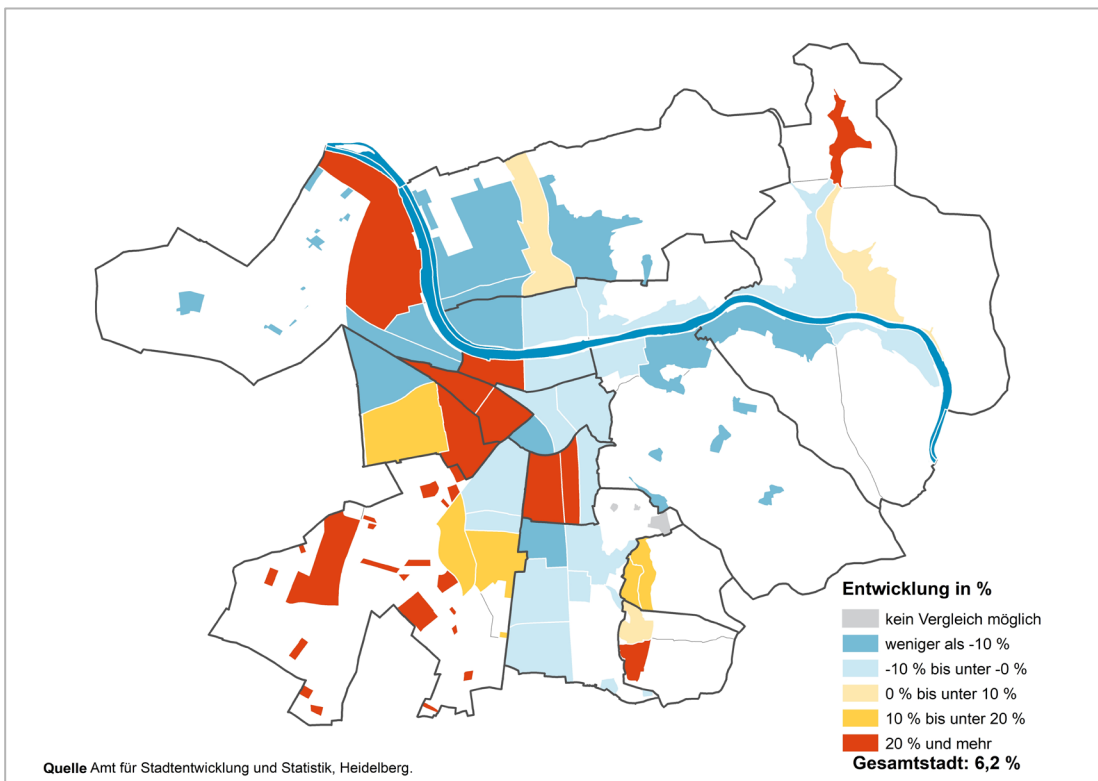 Entwicklung in %
kein Vergleich möglich
weniger als -10 %
-10 % bis unter -0 %
0 % bis unter 10 %
10 % bis unter 20 %
20 % und mehr
Gesamtstadt: 6,2 %
Quelle Amt für Stadtentwicklung und Statistik, Heidelberg.